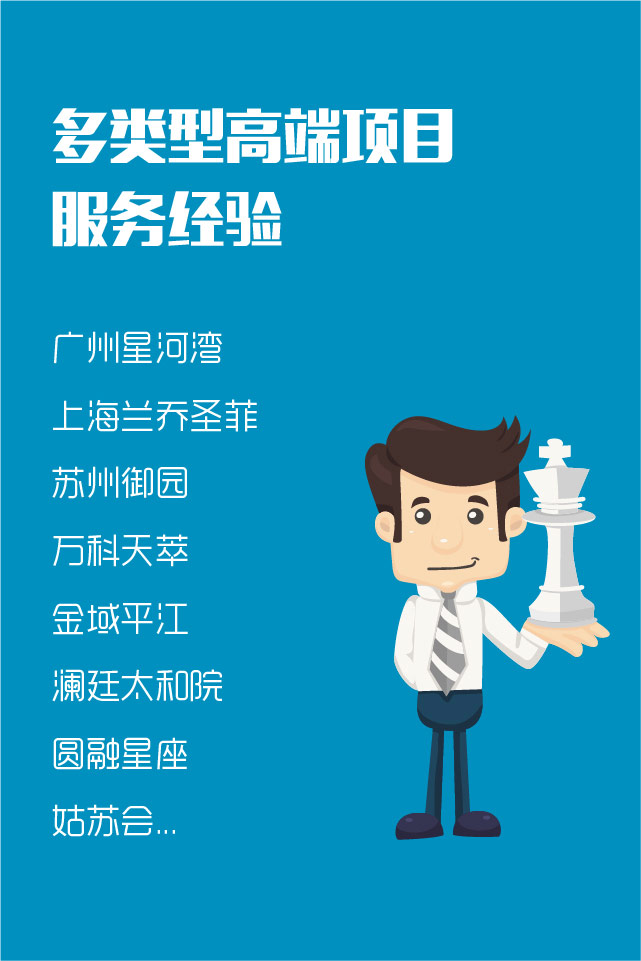 多类型高端项目
服务经验
广州星河湾
上海兰乔圣菲
苏州御园
万科天萃
金域平江
澜廷太和院
圆融星座
姑苏会...